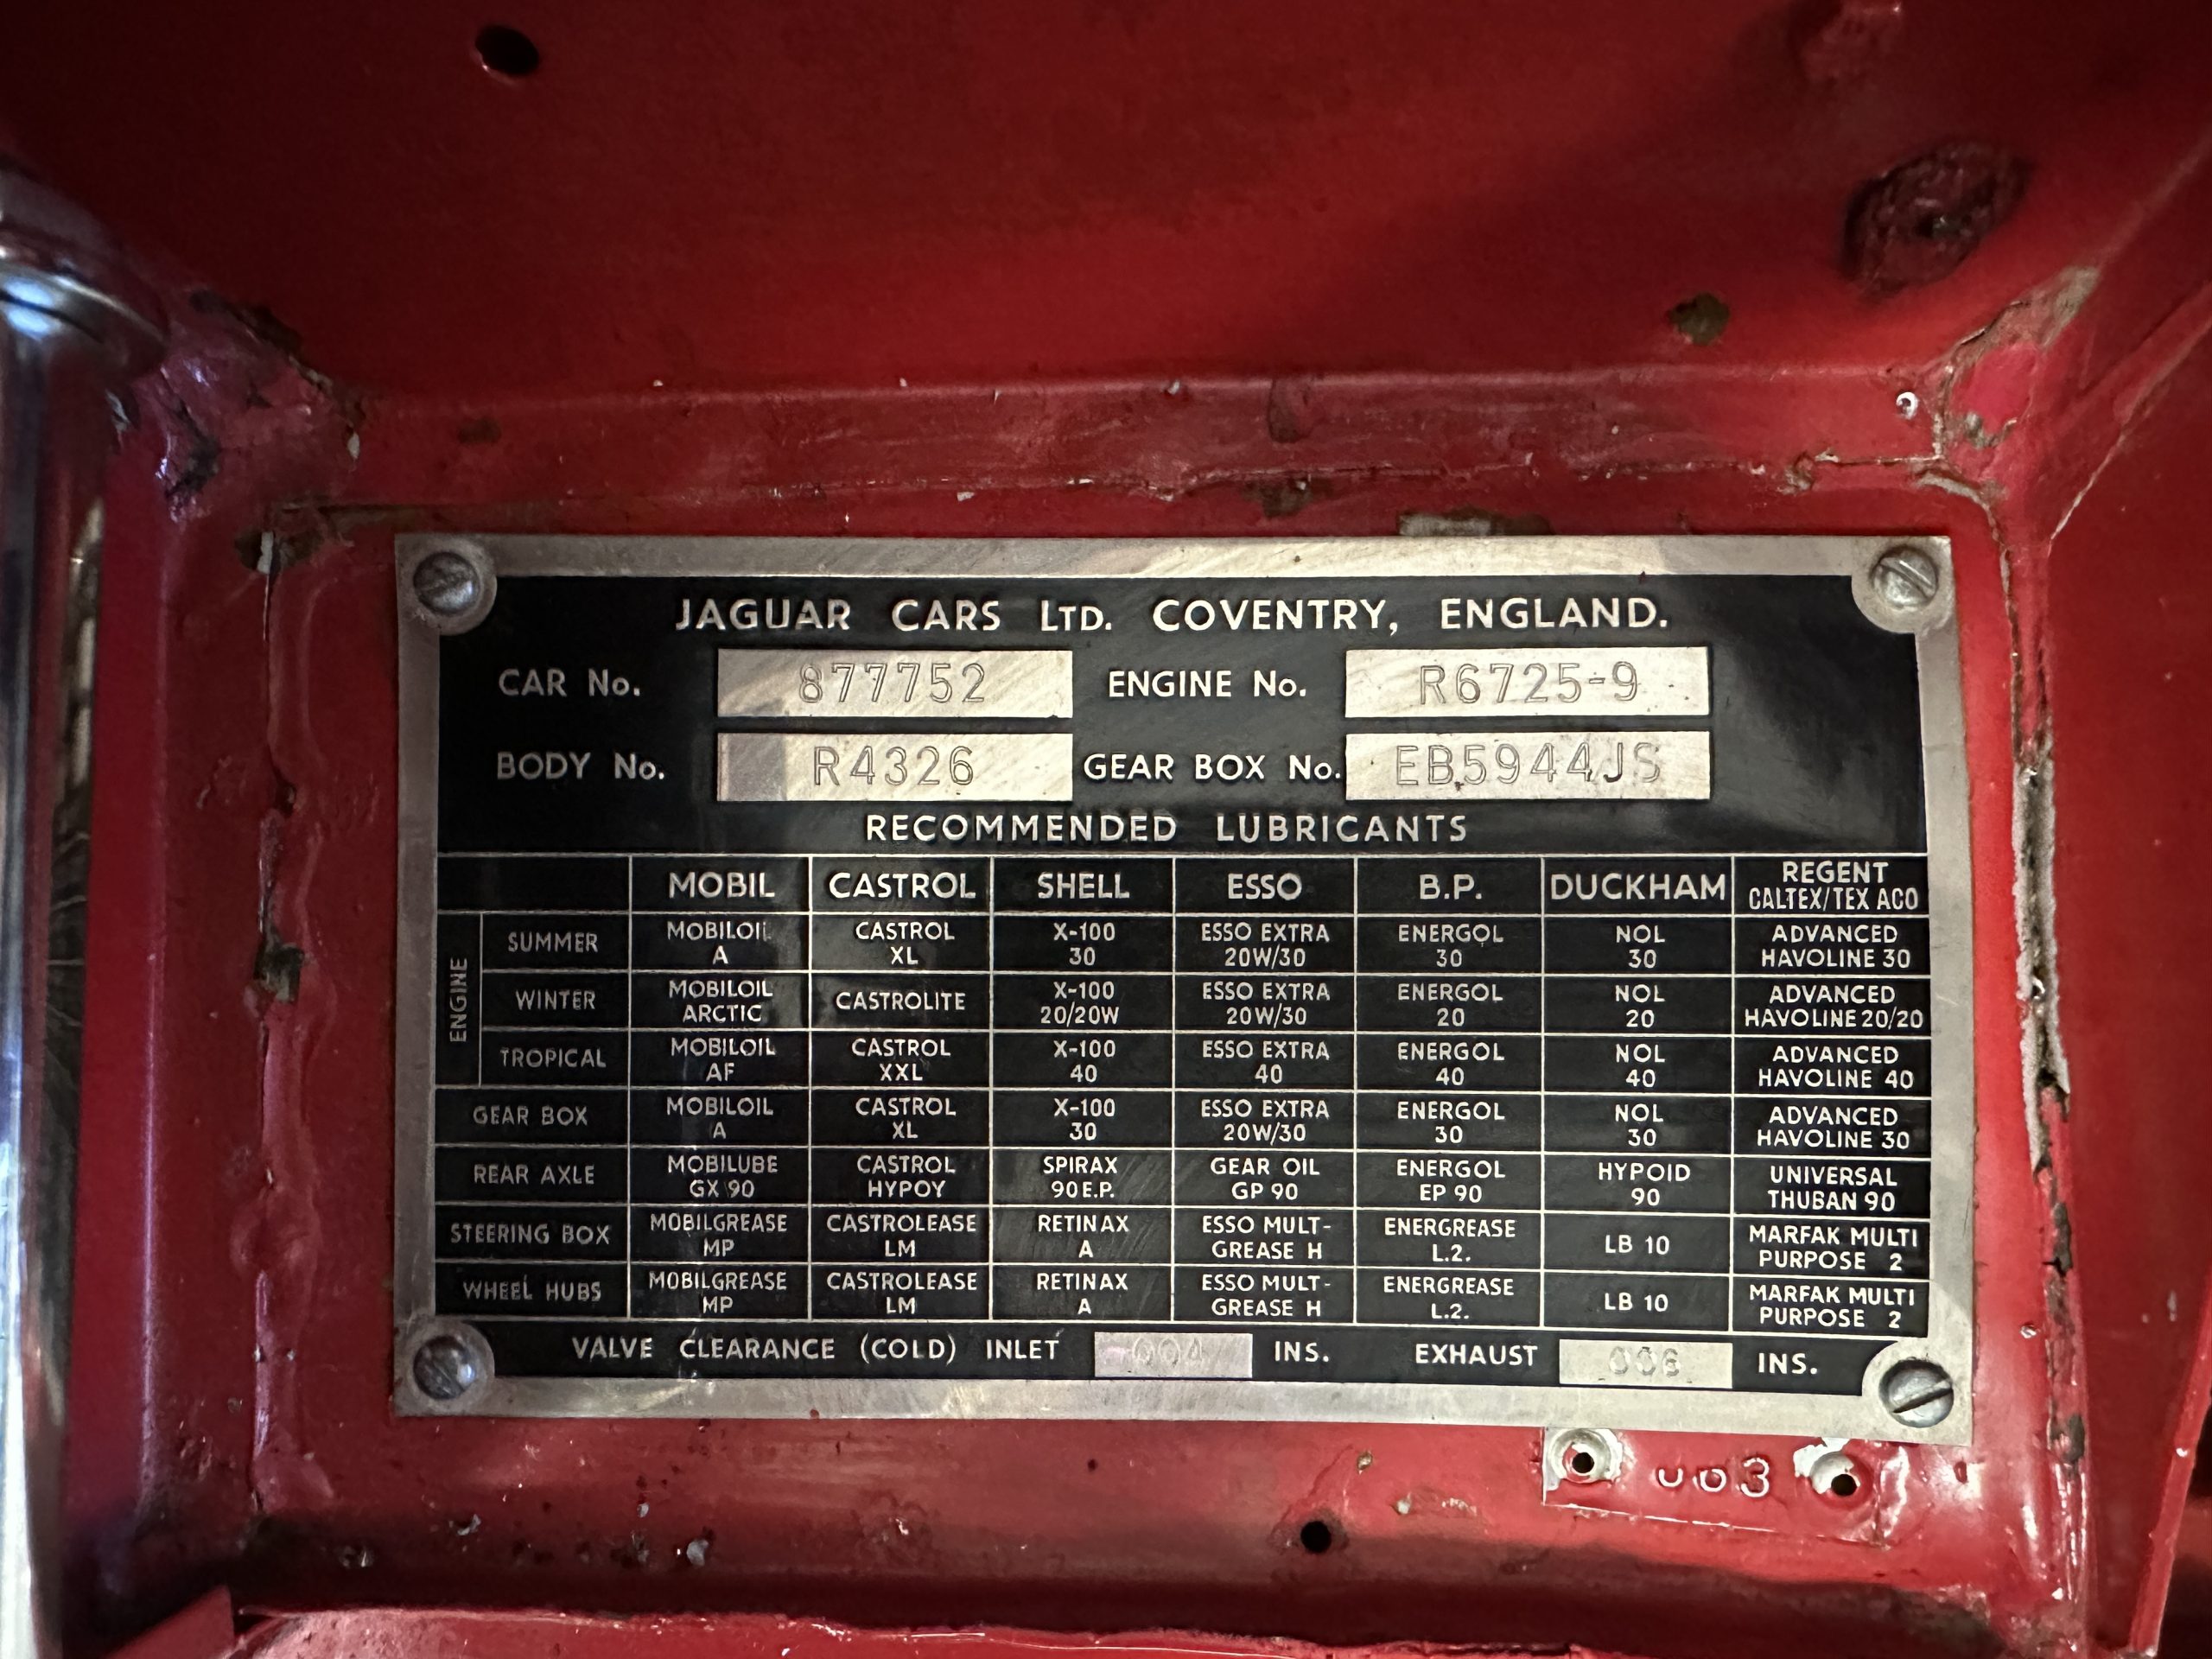 JAGUAR CARS LTD. COVENTRY, ENGLAND.
CAR No. 877752 ENGINE No. R6725-9
BODY No. R4326 GEAR BOX No. EB5944JS
RECOMMENDED LUBRICANTS
MOBIL CASTROL SHELL ESSO B.P. DUCKHAM REGENT CALTEX/TEX ACO
ENGINE
SUMMER MOBILOIL A CASTROL XL X-100 30 ESSO EXTRA 20W/30 ENERGOL 30 NOL 30 ADVANCED HAVOLINE 30
WINTER MOBILOIL ARCTIC CASTROLITE X-100 20/20W ESSO EXTRA 20W/30 ENERGOL 20 NOL 20 ADVANCED HAVOLINE 20/20
TROPICAL MOBILOIL AF CASTROL XXL X-100 40 ESSO EXTRA 40 ENERGOL 40 NOL 40 ADVANCED HAVOLINE 40
GEAR BOX MOBILOIL A CASTROL XL X-100 30 ESSO EXTRA 20W/30 ENERGOL 30 NOL 30 ADVANCED HAVOLINE 30
REAR AXLE MOBILUBE GX 90 CASTROL HYPOY SPIRAX 90 E.P. GEAR OIL GP 90 ENERGOL EP 90 HYPOID 90 UNIVERSAL THUBAN 90
STEERING BOX MOBILGREASE MP CASTROLEASE LM RETINAX A ESSO MULT-GREASE H ENERGREASE L.2. LB 10 MARFAK MULTI PURPOSE 2
WHEEL HUBS MOBILGREASE MP CASTROLEASE LM RETINAX A ESSO MULT-GREASE H ENERGREASE L.2. LB 10 MARFAK MULTI PURPOSE 2
VALVE CLEARANCE (COLD) INLET 004 INS. EXHAUST 006 INS.